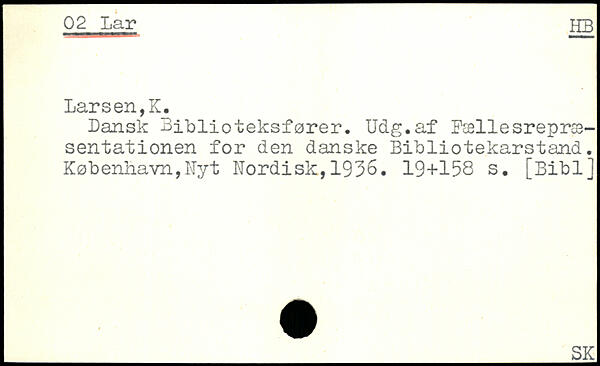 02 Lar
HB
Larsen,K.
Dansk Biblioteksfører. Udg.af Fællesrepræ-
sentationen for den danske Bibliotekarstand.
København,Nyt Nordisk,1936. 19+158 s. [Bibl]
SK